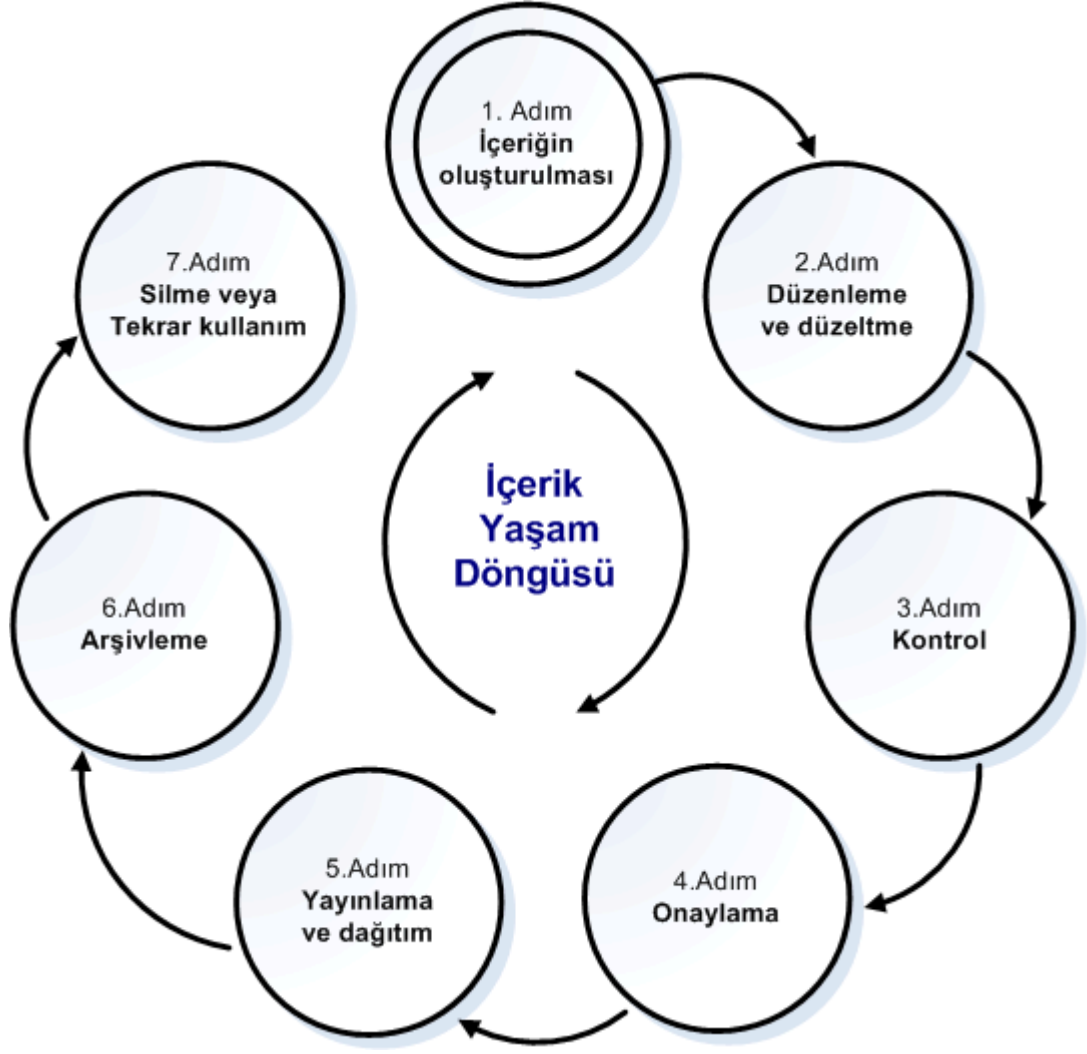 1. Adım
İçeriğin
oluşturulması
2.Adım
Düzenleme
ve düzeltme
3.Adım
Kontrol
4.Adım
Onaylama
5.Adım
Yayınlama
ve dağıtım
6.Adım
Arşivleme
7.Adım
Silme veya
Tekrar kullanım
İçerik
Yaşam
Döngüsü